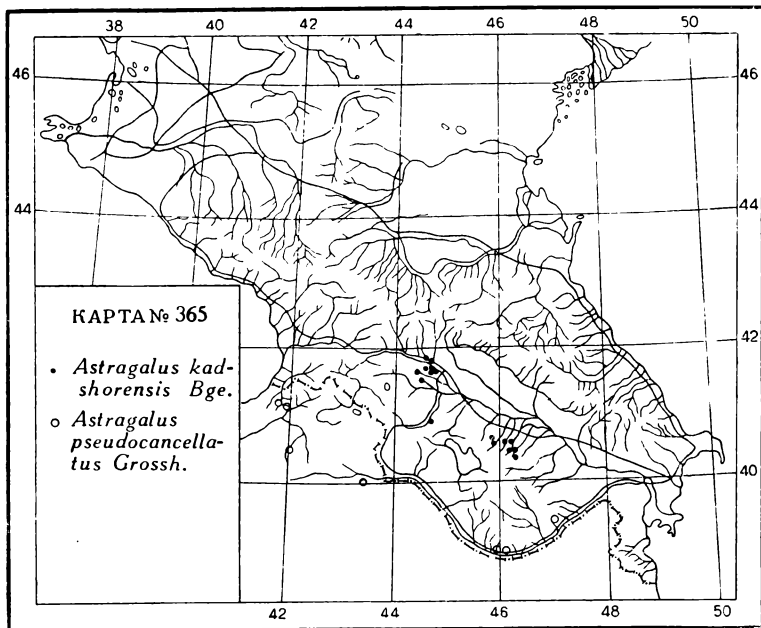 38 40 42 44 46 48 50
46 46
44 44
КАРТА № 365
• Astragalus kad-
shorensis Bge.
○ Astragalus
pseudocancella-
tus Grossh.
42
40
42 44 46 48 50